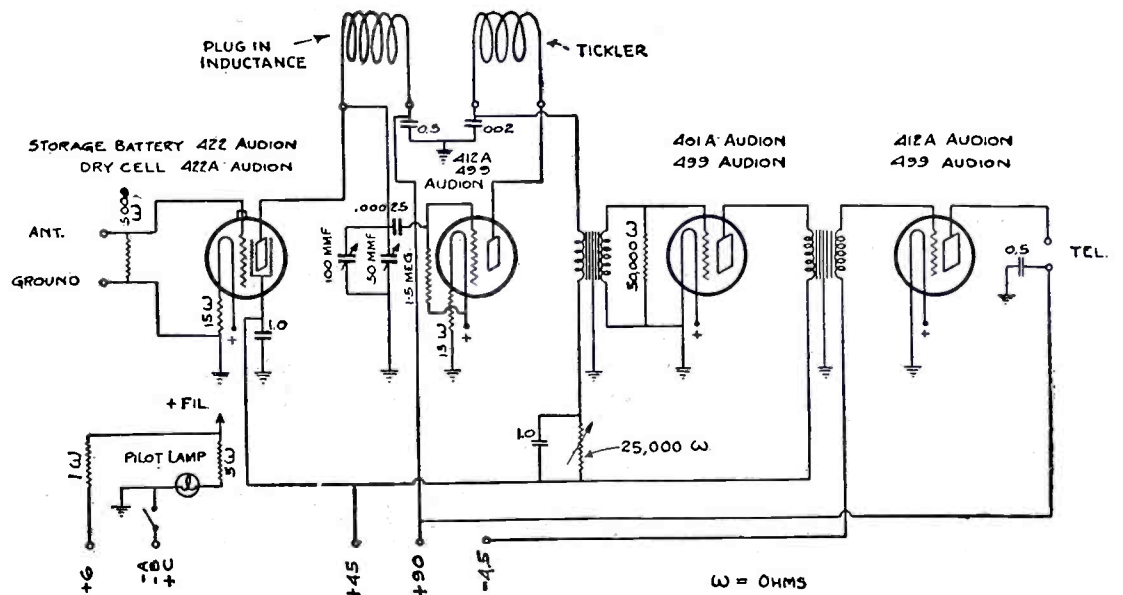 PLUG IN
INDUCTANCE
TICKLER
0.5
.002
STORAGE BATTERY 422 AUDION
DRY CELL 422A AUDION
412A
499
AUDION
401A AUDION
499 AUDION
412A AUDION
499 AUDION
5000
ω
.00025
ANT.
GROUND
100 MMF
350 MMF
1.5 MEG.
50,000 ω
0.5
TEL.
15 ω
+
1.0
15 ω
+
+
+
+ FIL.
1 ω
PILOT LAMP
3 ω
1.0
25,000 ω
+6
-A
-B
+C
+45
+90
-4.5
ω = OHMS